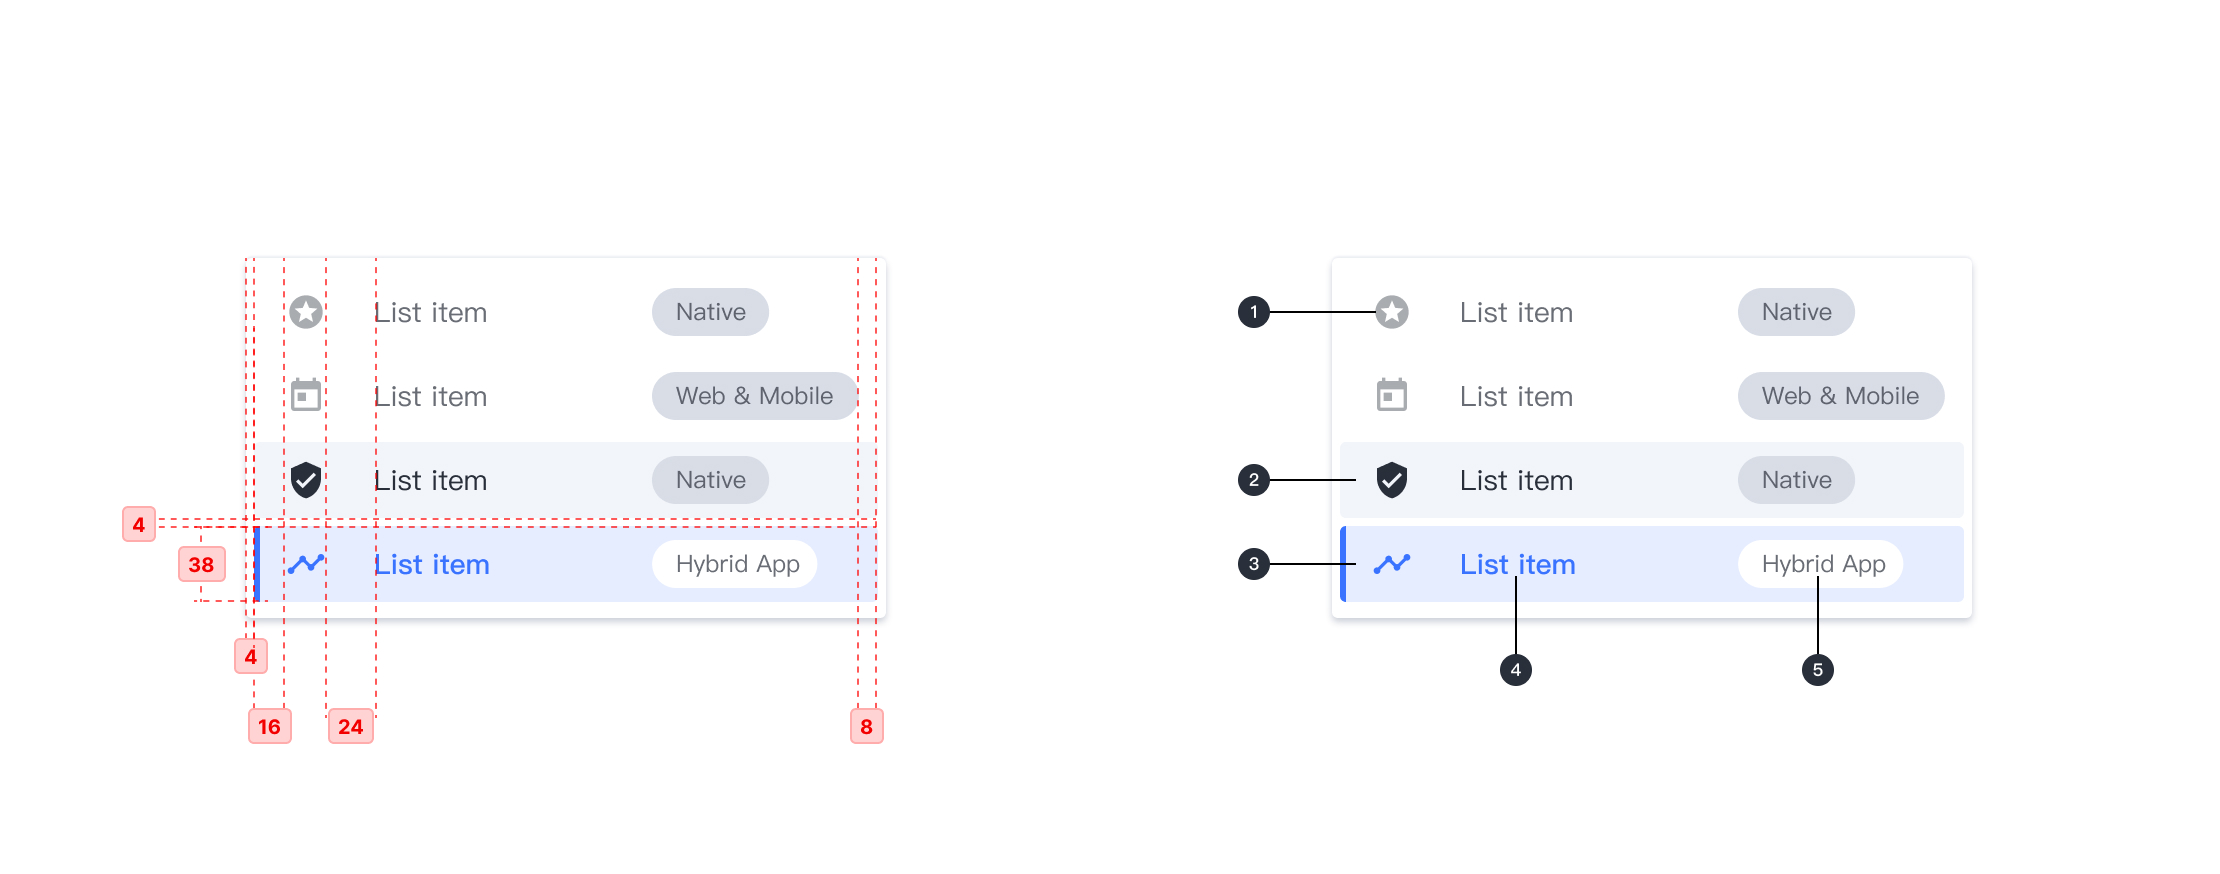 List item Native
List item Web & Mobile
List item Native
4
38
List item Hybrid App
4
16 24 8
1 List item Native
List item Web & Mobile
2 List item Native
3 List item Hybrid App
4 5